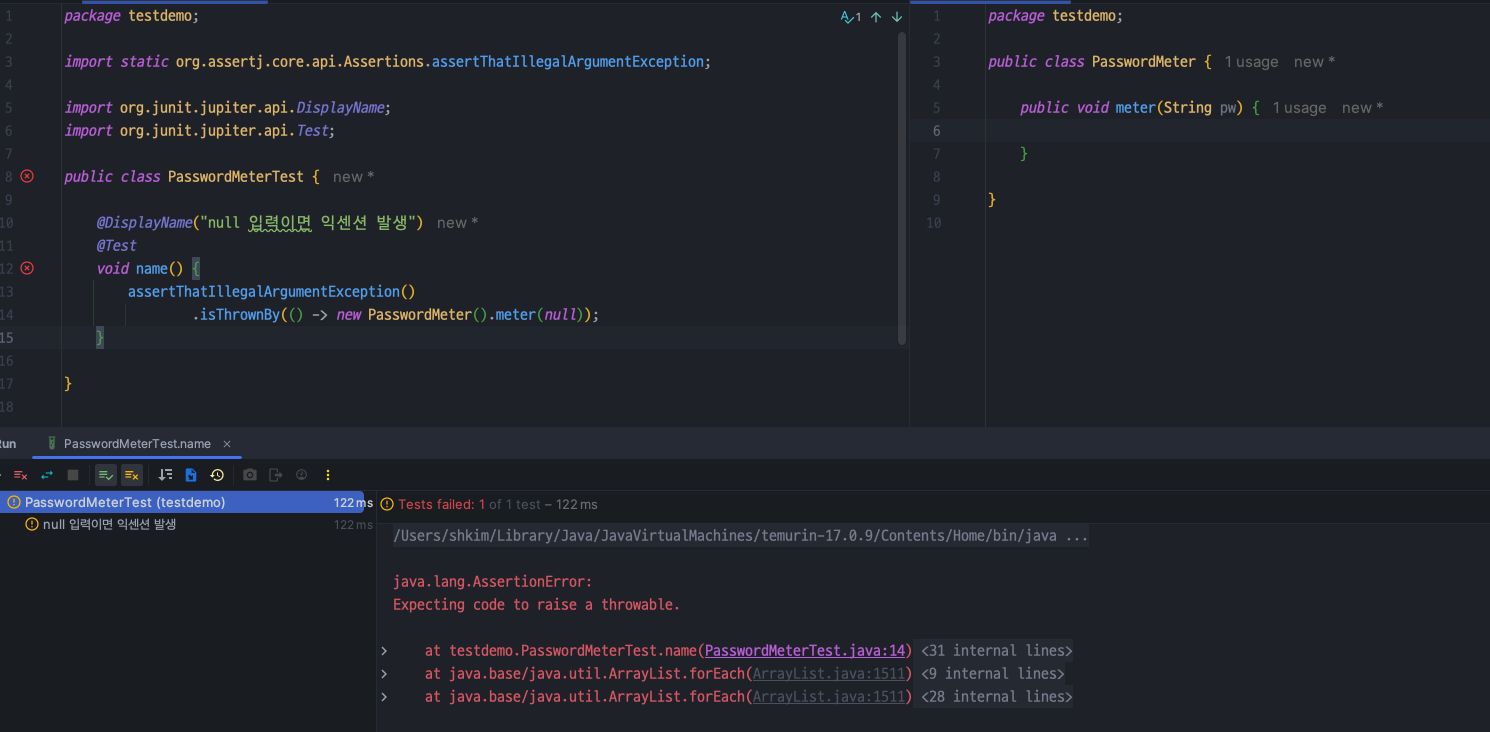 1 package testdemo;
2
3 import static org.assertj.core.api.Assertions.assertThatIllegalArgumentException;
4
5 import org.junit.jupiter.api.DisplayName;
6 import org.junit.jupiter.api.Test;
7
8 public class PasswordMeterTest { new *
9
10 @DisplayName("null 입력이면 익센션 발생") new *
11 @Test
12 void name() {
13 assertThatIllegalArgumentException()
14 .isThrownBy(() -> new PasswordMeter().meter(null));
15 }
16
17 }
18
1
1 package testdemo;
2
3 public class PasswordMeter { 1 usage new *
4
5 public void meter(String pw) { 1 usage new *
6
7 }
8
9 }
10
PasswordMeterTest.name ×
PasswordMeterTest (testdemo) 122 ms
null 입력이면 익센션 발생 122 ms
Tests failed: 1 of 1 test – 122 ms
/Users/shkim/Library/Java/JavaVirtualMachines/temurin-17.0.9/Contents/Home/bin/java ...
java.lang.AssertionError:
Expecting code to raise a throwable.
at testdemo.PasswordMeterTest.name(PasswordMeterTest.java:14) <31 internal lines>
at java.base/java.util.ArrayList.forEach(ArrayList.java:1511) <9 internal lines>
at java.base/java.util.ArrayList.forEach(ArrayList.java:1511) <28 internal lines>